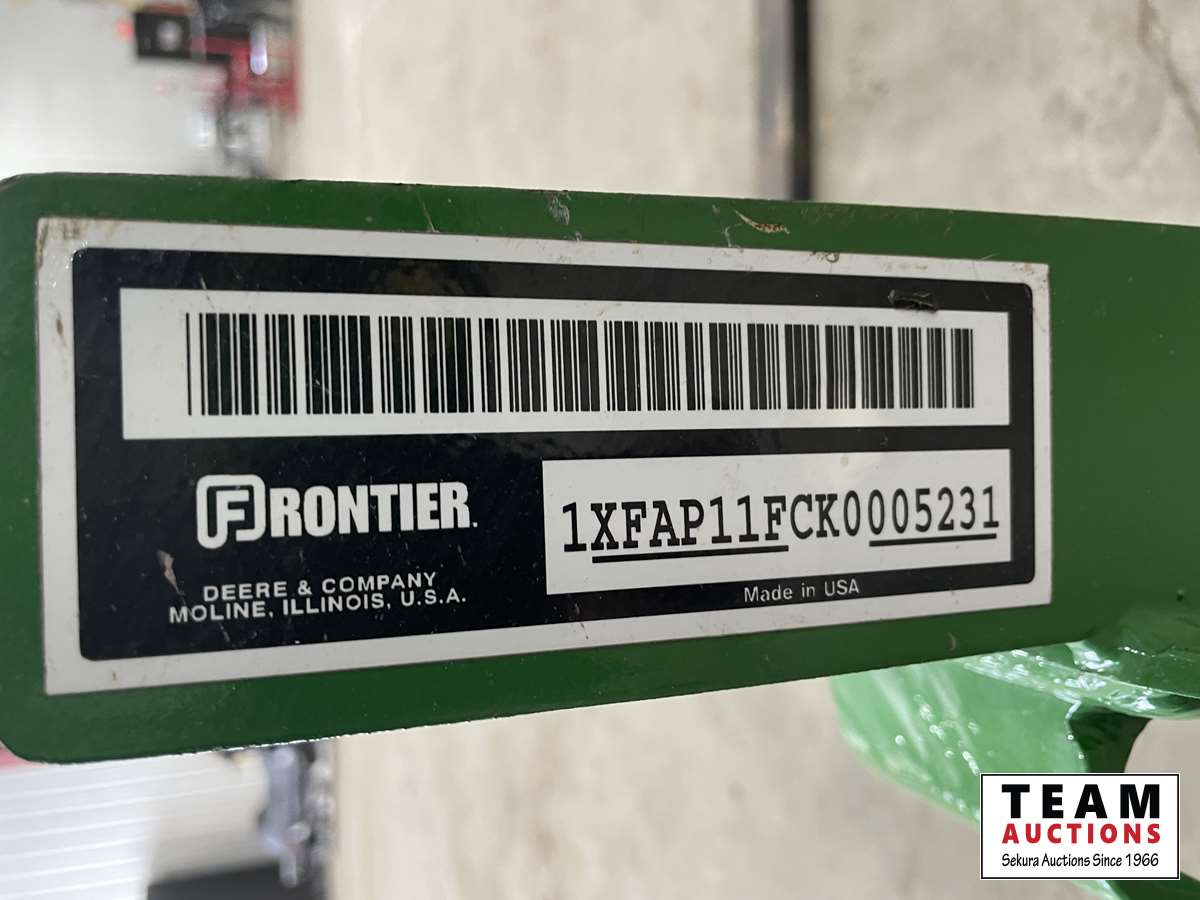 FRONTIER.
DEERE & COMPANY
MOLINE, ILLINOIS, U.S.A.
1XFAP11FCK0005231
Made in USA
TEAM
AUCTIONS
Sekura Auctions Since 1966